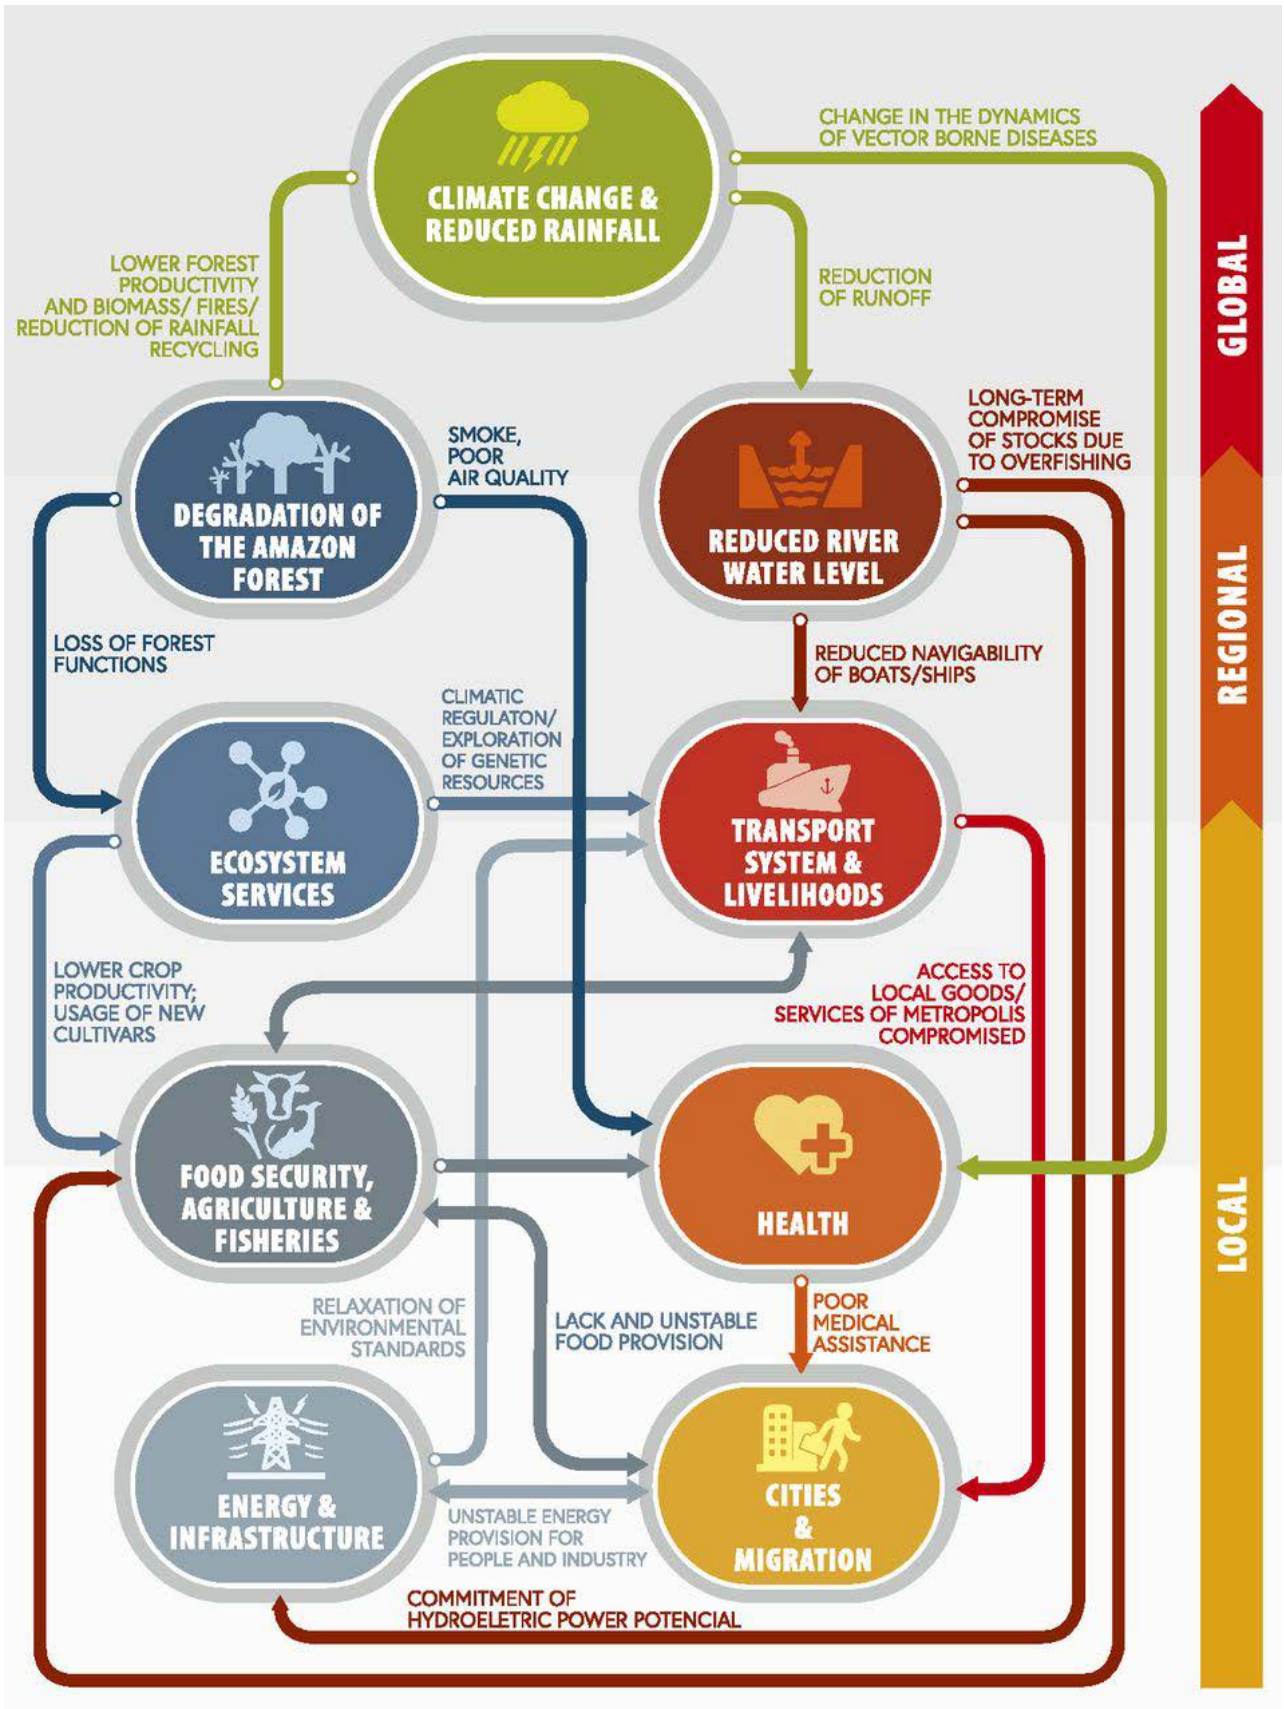 CHANGE IN THE DYNAMICS
OF VECTOR BORNE DISEASES
CLIMATE CHANGE &
REDUCED RAINFALL
LOWER FOREST
PRODUCTIVITY
AND BIOMASS/ FIRES/
REDUCTION OF RAINFALL
RECYCLING
REDUCTION
OF RUNOFF
GLOBAL
LONG-TERM
COMPROMISE
OF STOCKS DUE
TO OVERFISHING
SMOKE,
POOR
AIR QUALITY
DEGRADATION OF
THE AMAZON
FOREST
REDUCED RIVER
WATER LEVEL
REGIONAL
LOSS OF FOREST
FUNCTIONS
REDUCED NAVIGABILITY
OF BOATS/SHIPS
CLIMATIC
REGULATON/
EXPLORATION
OF GENETIC
RESOURCES
ECOSYSTEM
SERVICES
TRANSPORT
SYSTEM &
LIVELIHOODS
LOWER CROP
PRODUCTIVITY;
USAGE OF NEW
CULTIVARS
ACCESS TO
LOCAL GOODS/
SERVICES OF METROPOLIS
COMPROMISED
FOOD SECURITY,
AGRICULTURE &
FISHERIES
HEALTH
LOCAL
RELAXATION OF
ENVIRONMENTAL
STANDARDS
LACK AND UNSTABLE
FOOD PROVISION
POOR
MEDICAL
ASSISTANCE
ENERGY &
INFRASTRUCTURE
CITIES
&
MIGRATION
UNSTABLE ENERGY
PROVISION FOR
PEOPLE AND INDUSTRY
COMMITMENT OF
HYDROELETRIC POWER POTENCIAL